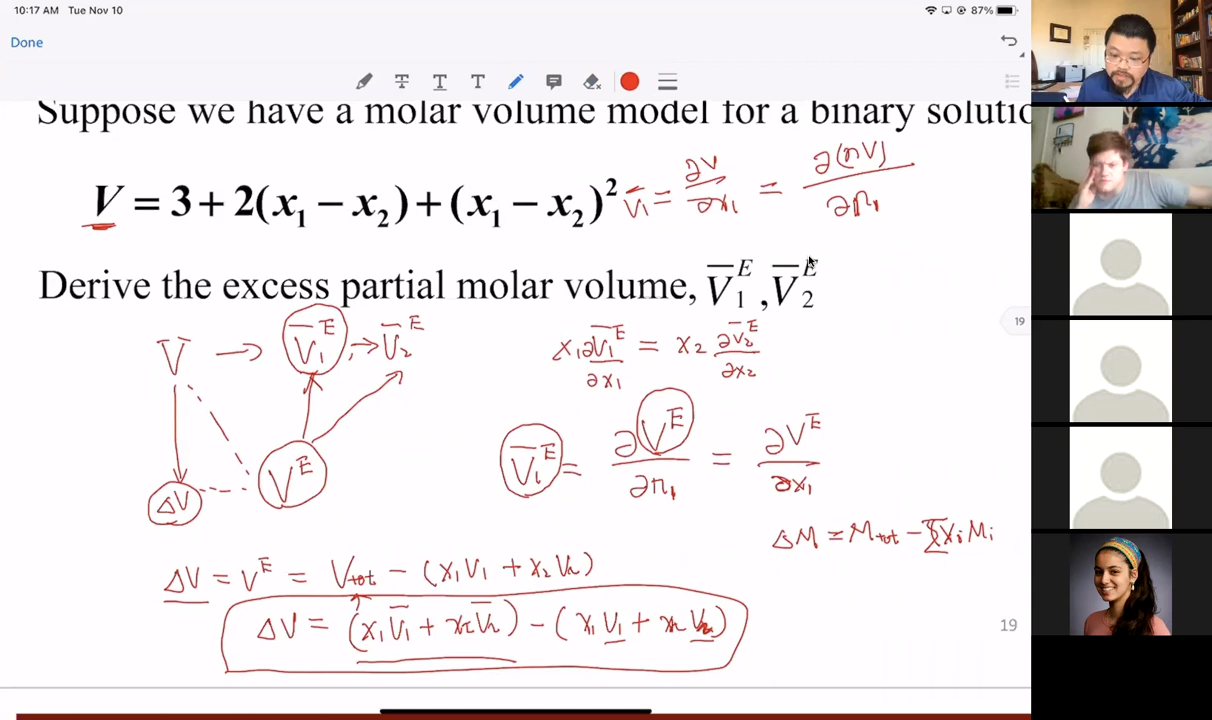 10:17 AM Tue Nov 10
87%
Done
T T T
Suppose we have a molar volume model for a binary solutio
V = 3 + 2(x₁ − x₂) + (x₁ − x₂)²
V̄₁ = ∂V/∂x₁ = ∂(nV)/∂n₁
Derive the excess partial molar volume, V̄₁ᴱ, V̄₂ᴱ
V → V̄₁ᴱ, → V̄₂ᴱ
x₁ ∂V̄₁ᴱ/∂x₁ = x₂ ∂V̄₂ᴱ/∂x₂
19
ΔV Vᴱ
V̄₁ᴱ = ∂Vᴱ/∂n₁ = ∂Vᴱ/∂x₁
ΔM = Mtot − Σxᵢ Mᵢ
ΔV = Vᴱ = Vtot − (x₁V₁ + x₂V₂)
ΔV = (x₁V̄₁ + x₂V̄₂) − (x₁V₁ + x₂V₂)
19